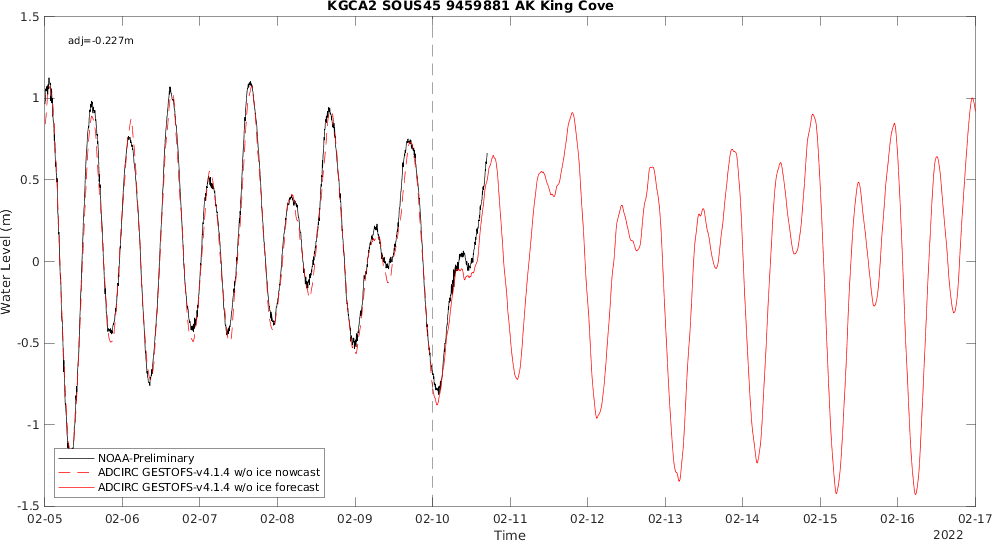 KGCA2 SOUS45 9459881 AK King Cove
adj=-0.227m
1.5
1
0.5
0
-0.5
-1
-1.5
Water Level (m)
NOAA-Preliminary
ADCIRC GESTOFS-v4.1.4 w/o ice nowcast
ADCIRC GESTOFS-v4.1.4 w/o ice forecast
02-05 02-06 02-07 02-08 02-09 02-10 02-11 02-12 02-13 02-14 02-15 02-16 02-17
Time
2022